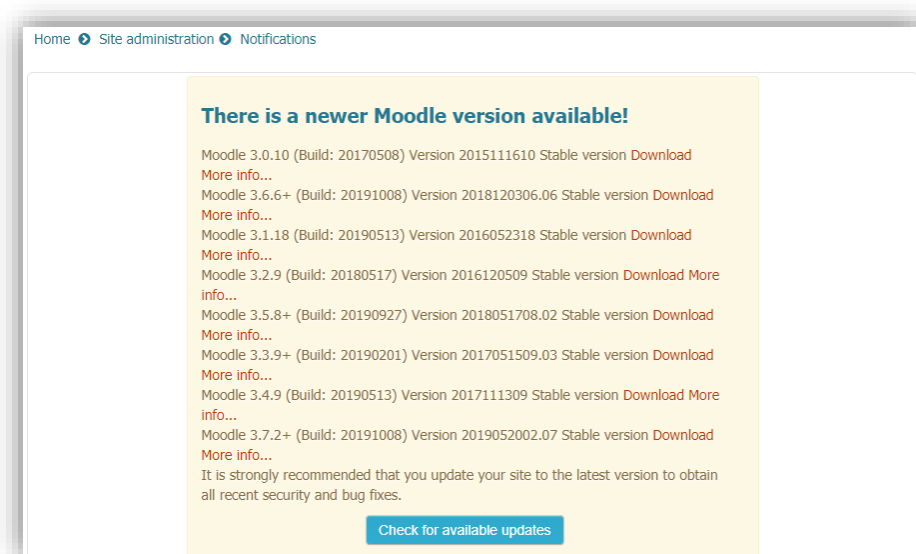 Home Site administration Notifications
There is a newer Moodle version available!
Moodle 3.0.10 (Build: 20170508) Version 2015111610 Stable version Download
More info...
Moodle 3.6.6+ (Build: 20191008) Version 2018120306.06 Stable version Download
More info...
Moodle 3.1.18 (Build: 20190513) Version 2016052318 Stable version Download
More info...
Moodle 3.2.9 (Build: 20180517) Version 2016120509 Stable version Download More
info...
Moodle 3.5.8+ (Build: 20190927) Version 2018051708.02 Stable version Download
More info...
Moodle 3.3.9+ (Build: 20190201) Version 2017051509.03 Stable version Download
More info...
Moodle 3.4.9 (Build: 20190513) Version 2017111309 Stable version Download More
info...
Moodle 3.7.2+ (Build: 20191008) Version 2019052002.07 Stable version Download
More info...
It is strongly recommended that you update your site to the latest version to obtain
all recent security and bug fixes.
Check for available updates